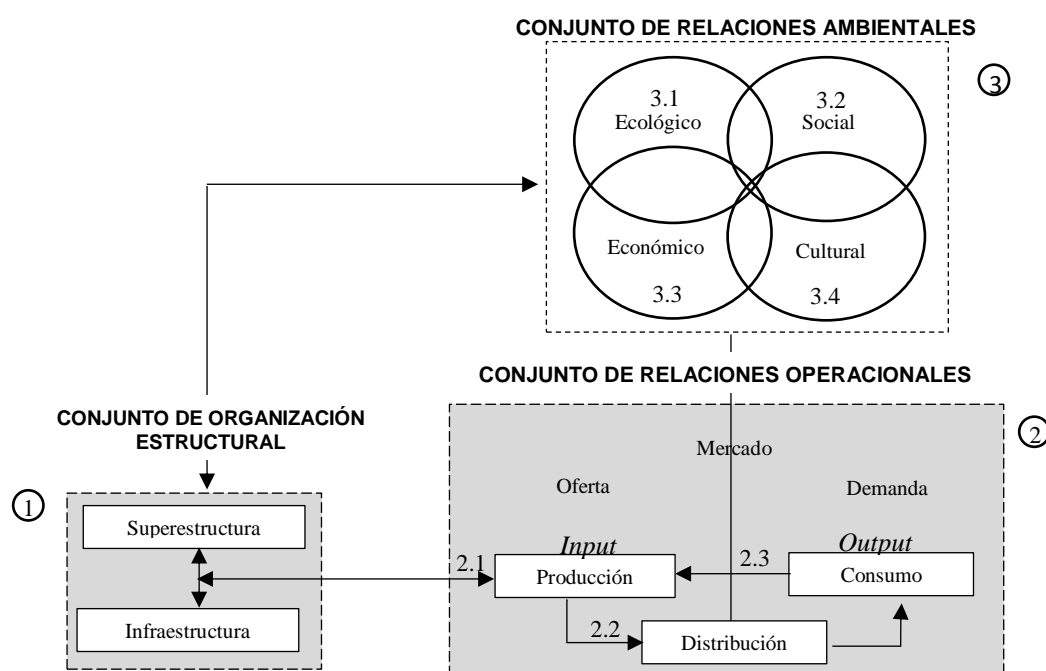 CONJUNTO DE RELACIONES AMBIENTALES
3
3.1
Ecológico
3.2
Social
Económico
3.3
Cultural
3.4
CONJUNTO DE RELACIONES OPERACIONALES
2
Mercado
Oferta
Demanda
Input
Output
2.1
Producción
2.3
Consumo
2.2
Distribución
CONJUNTO DE ORGANIZACIÓN
ESTRUCTURAL
1
Superestructura
Infraestructura